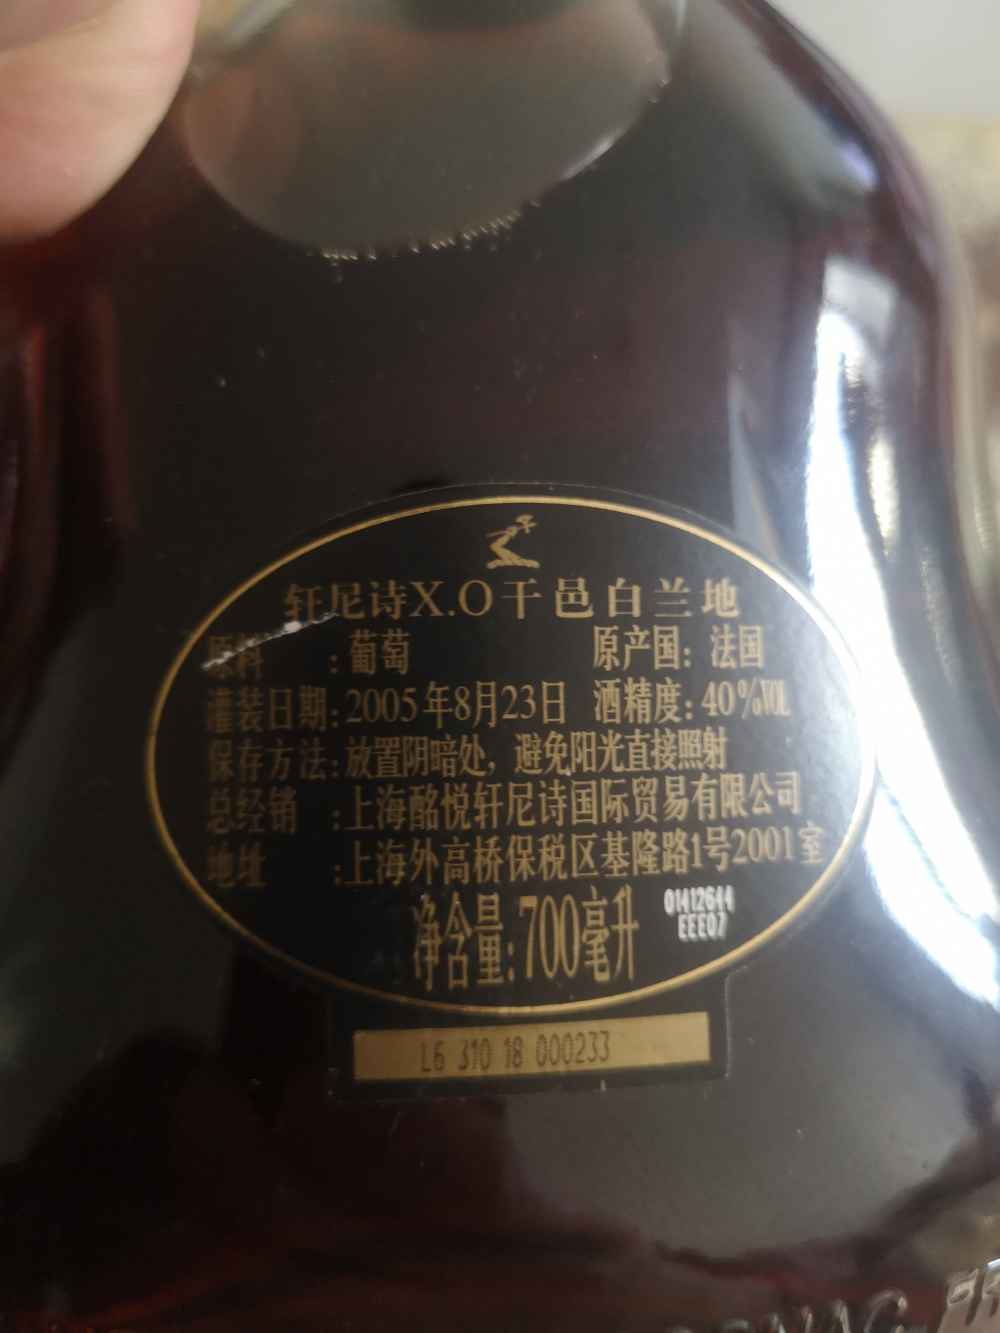 轩尼诗X.O干邑白兰地
原料 :葡萄 原产国: 法国
灌装日期:2005年8月23日 酒精度:40%VOL
保存方法:放置阴暗处, 避免阳光直接照射
总经销 :上海酩悦轩尼诗国际贸易有限公司
地址 :上海外高桥保税区基隆路1号2001室
净含量:700毫升
01412644
EEE07
L6 310 18 000233